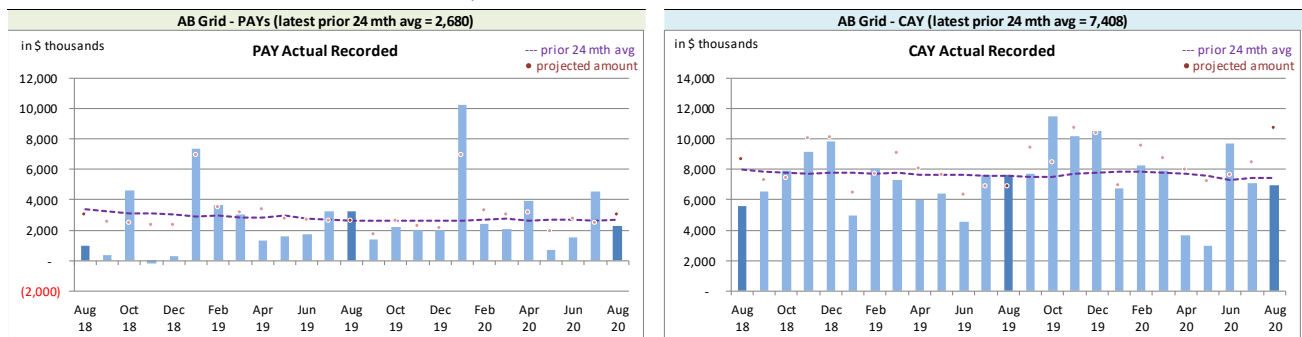 AB Grid - PAYs (latest prior 24 mth avg = 2,680)
in $ thousands
PAY Actual Recorded
--- prior 24 mth avg
• projected amount
12,000
10,000
8,000
6,000
4,000
2,000
-
(2,000)
Aug Oct Dec Feb Apr Jun Aug Oct Dec Feb Apr Jun Aug
18 18 18 19 19 19 19 19 19 20 20 20 20
AB Grid - CAY (latest prior 24 mth avg = 7,408)
in $ thousands
CAY Actual Recorded
--- prior 24 mth avg
• projected amount
14,000
12,000
10,000
8,000
6,000
4,000
2,000
-
Aug Oct Dec Feb Apr Jun Aug Oct Dec Feb Apr Jun Aug
18 18 18 19 19 19 19 19 19 20 20 20 20